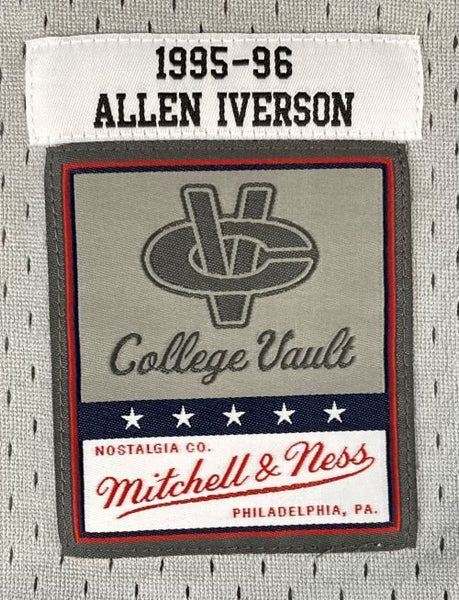 1995-96
ALLEN IVERSON
VC
College Vault
NOSTALGIA CO.
Mitchell & Ness
PHILADELPHIA, PA.